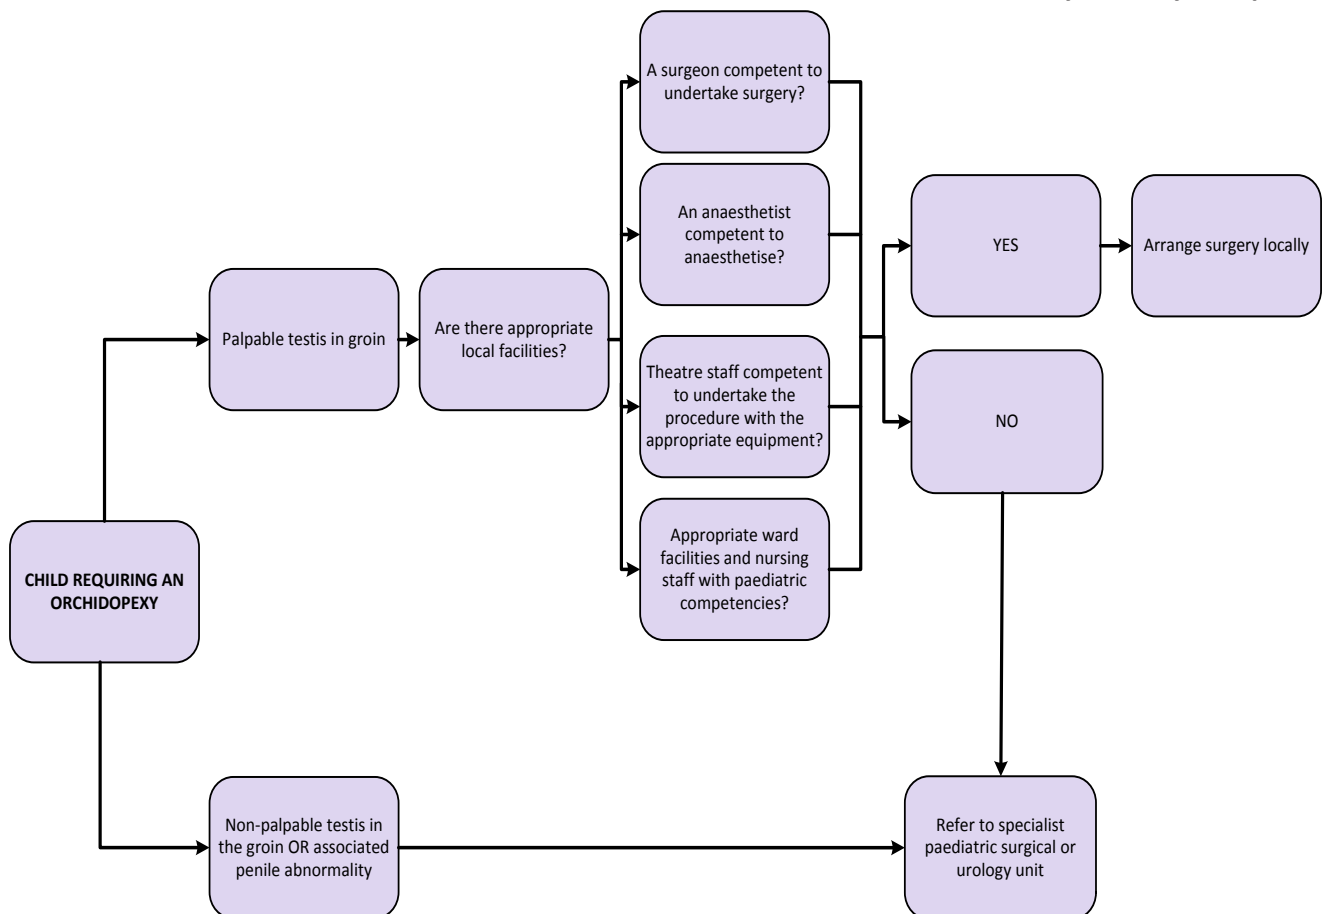 A surgeon competent to
undertake surgery?
An anaesthetist
competent to
anaesthetise?
YES
Arrange surgery locally
Palpable testis in groin
Are there appropriate
local facilities?
Theatre staff competent
to undertake the
procedure with the
appropriate equipment?
NO
Appropriate ward
facilities and nursing
staff with paediatric
competencies?
CHILD REQUIRING AN
ORCHIDOPEXY
Non-palpable testis in
the groin OR associated
penile abnormality
Refer to specialist
paediatric surgical or
urology unit